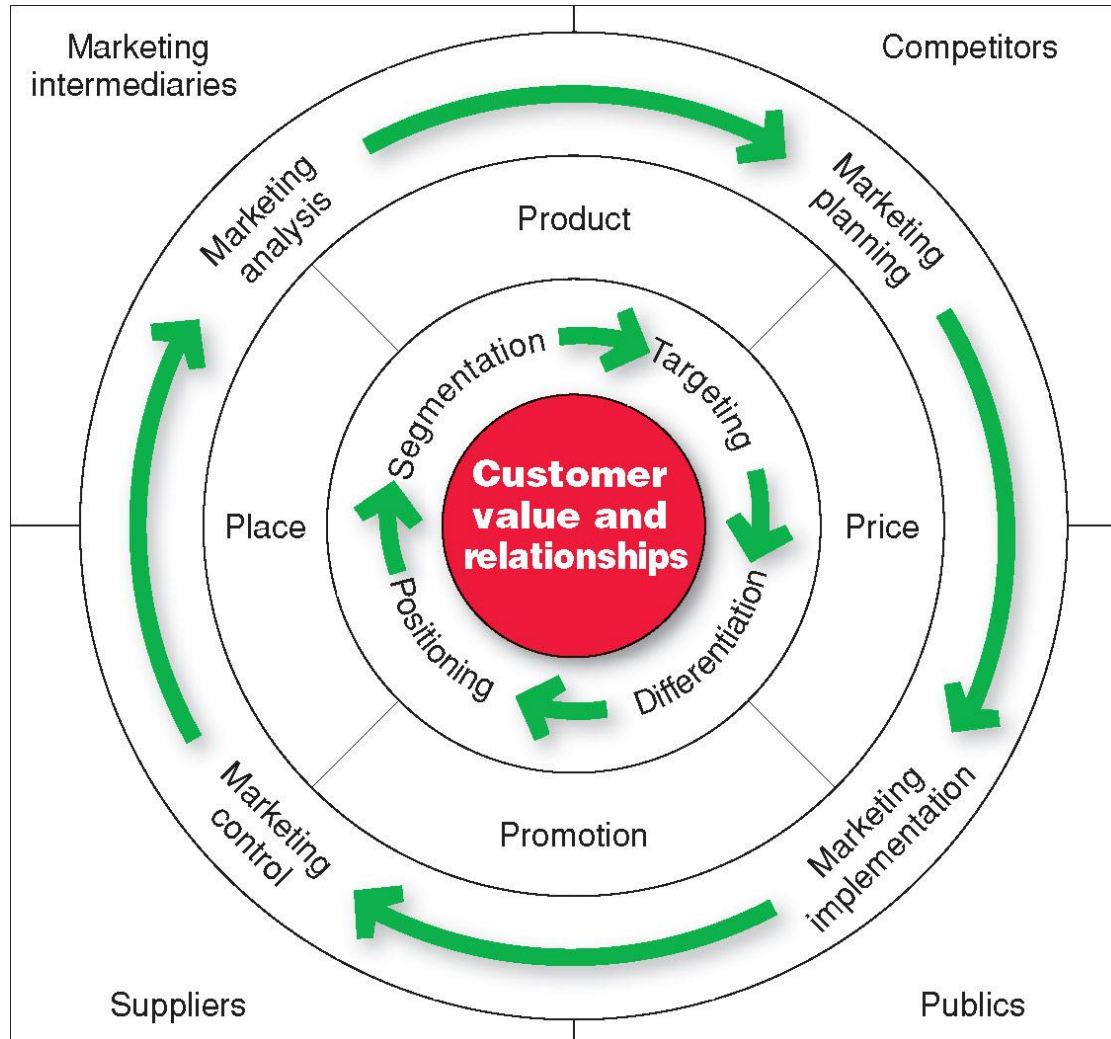 Marketing
intermediaries
Competitors
Marketing
analysis
Marketing
planning
Product
Segmentation
Targeting
Customer
value and
relationships
Place
Price
Positioning
Differentiation
Promotion
Marketing
control
Marketing
implementation
Suppliers
Publics